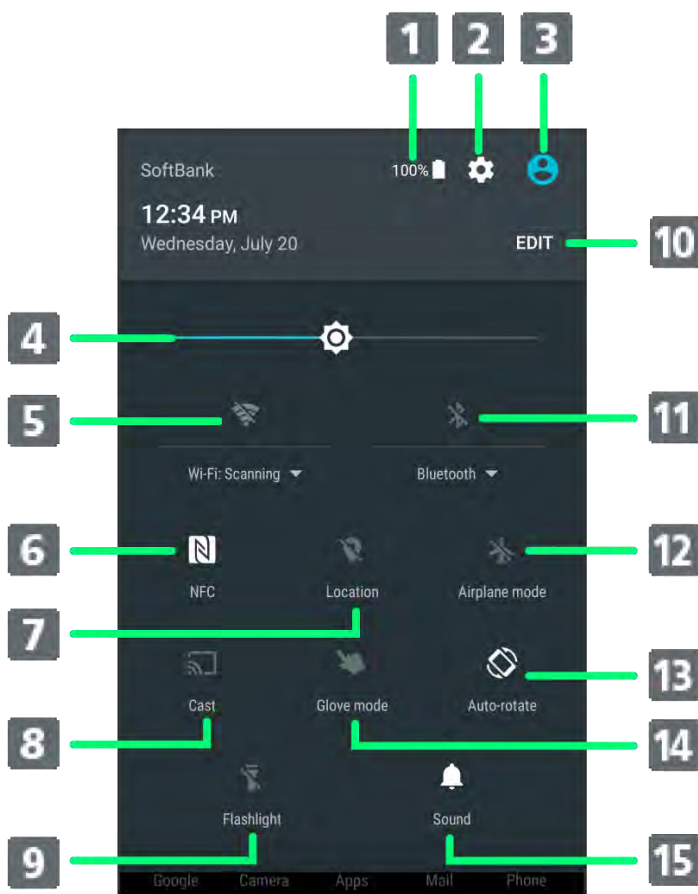 1 2 3
SoftBank 100%
12:34 PM
Wednesday, July 20 EDIT 10
4
5 11
Wi-Fi: Scanning Bluetooth
6 12
NFC Location Airplane mode
7
13
Cast Glove mode Auto-rotate
8 14
Flashlight Sound
9 15
Google Camera Apps Mail Phone